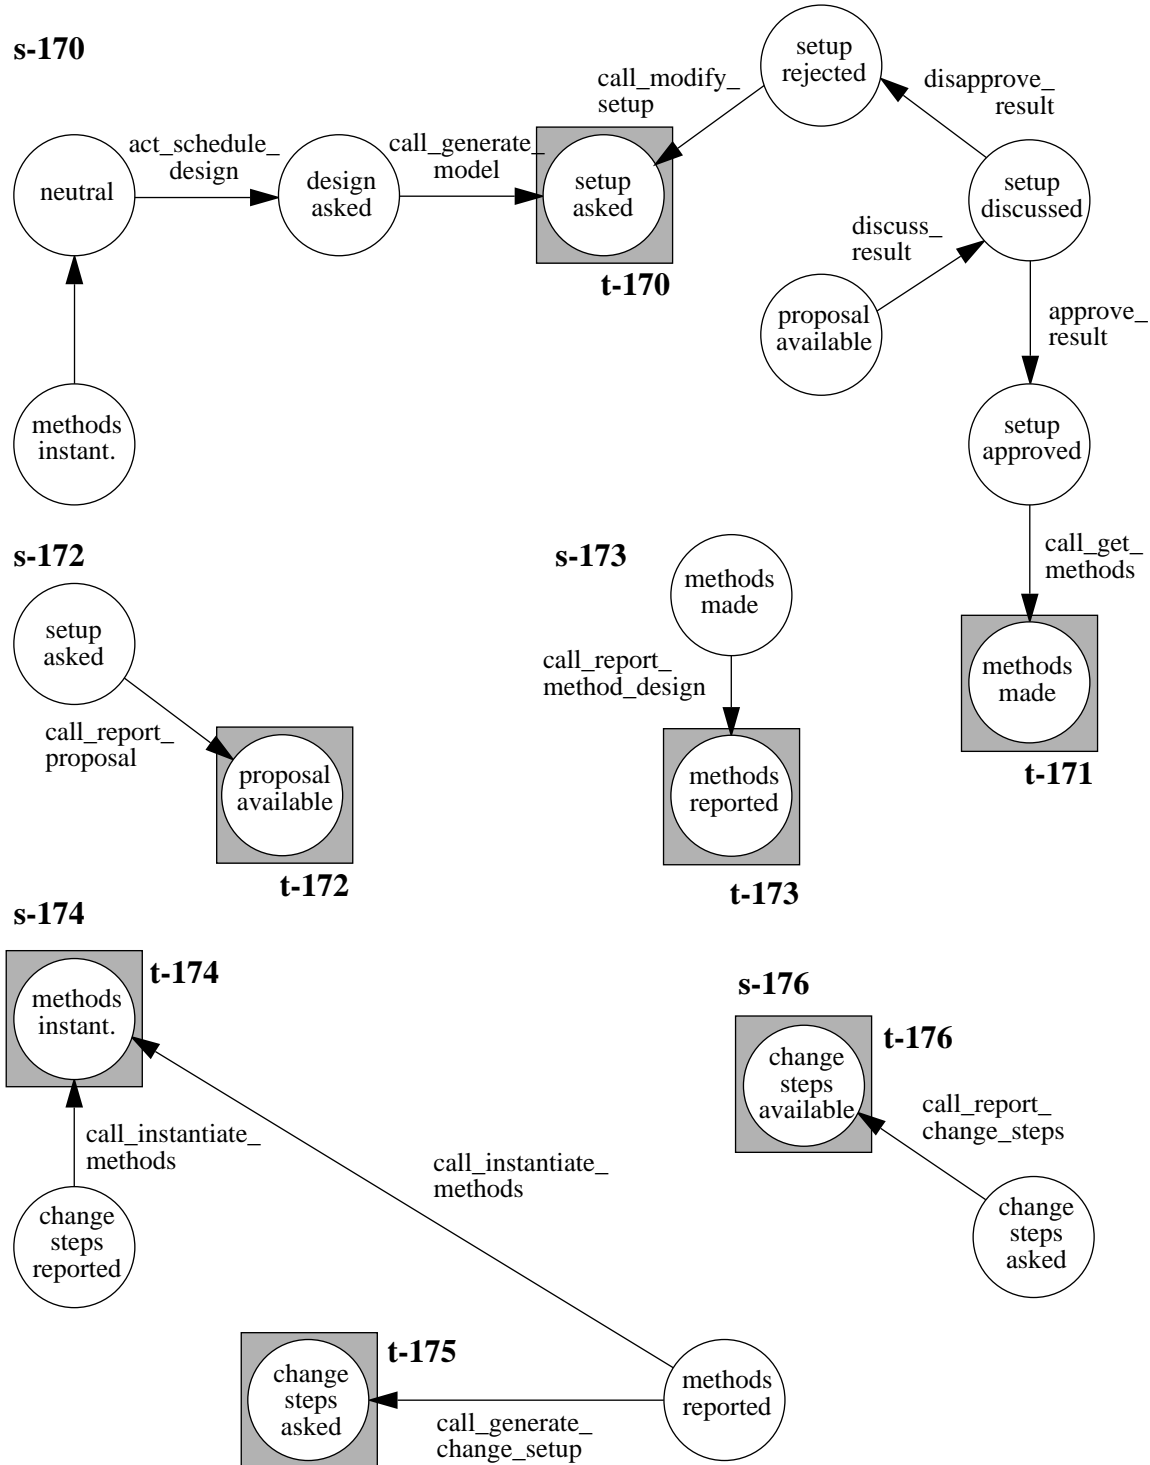 s-170
setup
rejected
call_modify_
setup
disapprove_
result
act_schedule_
design
call_generate_
model
neutral
design
asked
setup
asked
setup
discussed
t-170
discuss_
result
proposal
available
approve_
result
methods
instant.
setup
approved
s-172
s-173
call_get_
methods
setup
asked
methods
made
call_report_
method_design
methods
made
call_report_
proposal
proposal
available
methods
reported
t-171
t-172
t-173
s-174
t-174
methods
instant.
s-176
t-176
change
steps
available
call_report_
change_steps
call_instantiate_
methods
call_instantiate_
methods
change
steps
reported
change
steps
asked
t-175
change
steps
asked
methods
reported
call_generate_
change_setup